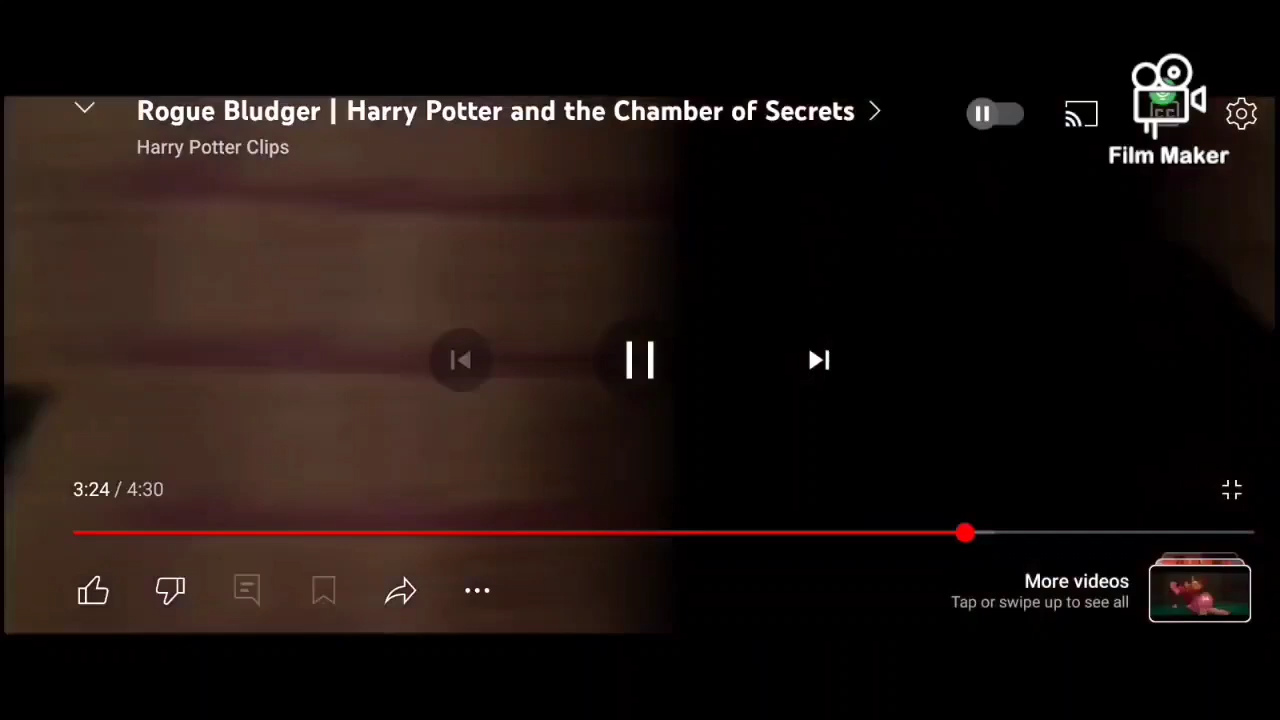 Rogue Bludger | Harry Potter and the Chamber of Secrets
Harry Potter Clips
Film Maker
3:24 / 4:30
More videos
Tap or swipe up to see all